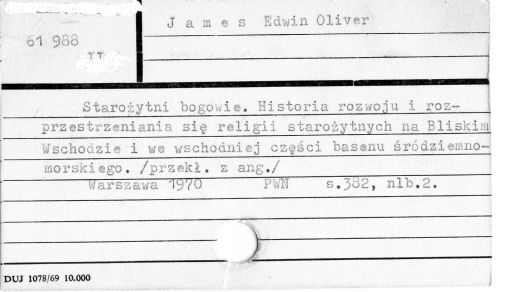 J a m e s Edwin Oliver
61 988
II
Starożytni bogowie. Historia rozwoju i roz-
przestrzeniania się religii starożytnych na Bliskim
Wschodzie i we wschodniej części basenu śródziemno-
morskiego. /przekł. z ang./
Warszawa 1970 PWN s.382, nlb.2.
DUJ 1078/69 10.000